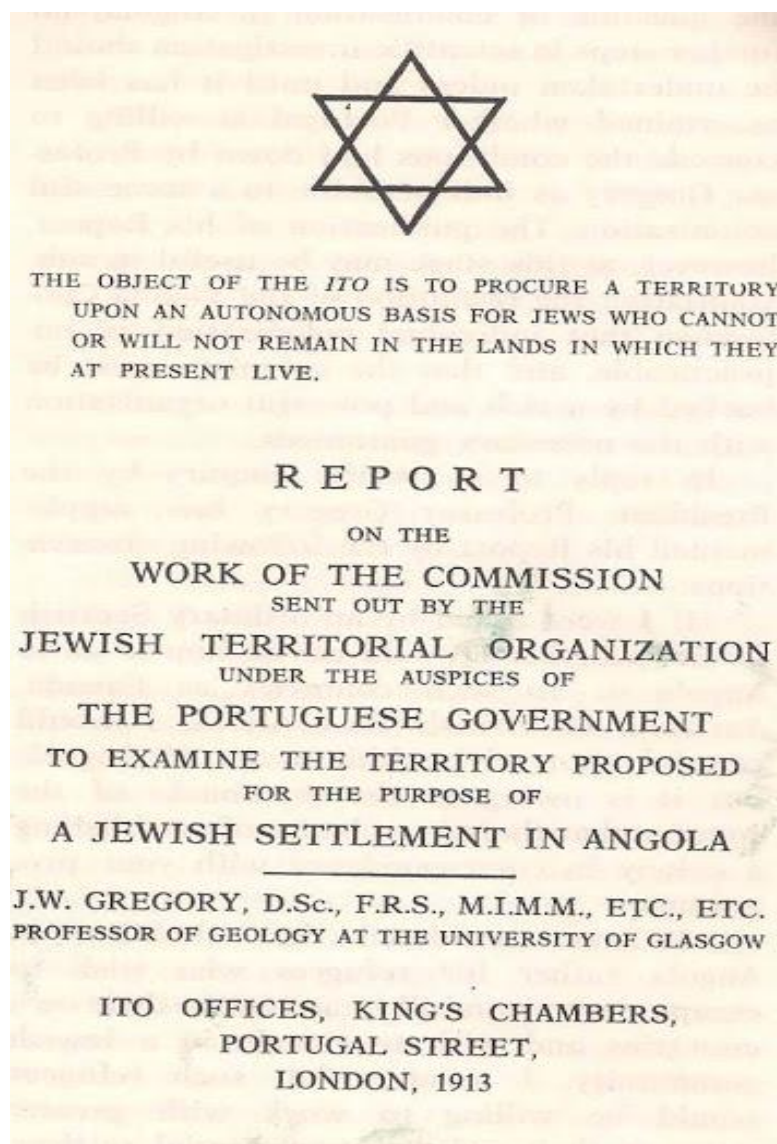 THE OBJECT OF THE ITO IS TO PROCURE A TERRITORY
UPON AN AUTONOMOUS BASIS FOR JEWS WHO CANNOT
OR WILL NOT REMAIN IN THE LANDS IN WHICH THEY
AT PRESENT LIVE.
REPORT
ON THE
WORK OF THE COMMISSION
SENT OUT BY THE
JEWISH TERRITORIAL ORGANIZATION
UNDER THE AUSPICES OF
THE PORTUGUESE GOVERNMENT
TO EXAMINE THE TERRITORY PROPOSED
FOR THE PURPOSE OF
A JEWISH SETTLEMENT IN ANGOLA
J.W. GREGORY, D.Sc., F.R.S., M.I.M.M., ETC., ETC.
PROFESSOR OF GEOLOGY AT THE UNIVERSITY OF GLASGOW
ITO OFFICES, KING'S CHAMBERS,
PORTUGAL STREET,
LONDON, 1913